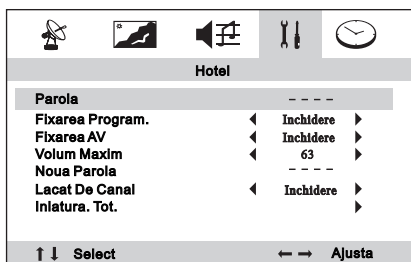 Hotel
Parola - - - -
Fixarea Program. Inchidere
Fixarea AV Inchidere
Volum Maxim 63
Noua Parola - - - -
Lacat De Canal Inchidere
Iniatura. Tot.
↑↓ Select ←→ Ajusta